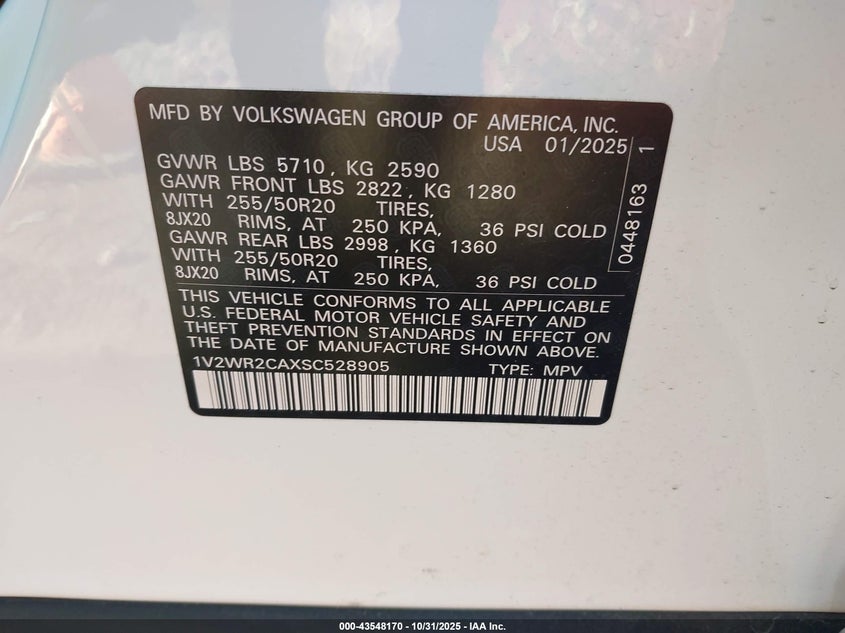 MFD BY VOLKSWAGEN GROUP OF AMERICA, INC.
USA 01/2025
GVWR LBS 5710, KG 2590
GAWR FRONT LBS 2822, KG 1280
WITH 255/50R20 TIRES,
8JX20 RIMS, AT 250 KPA, 36 PSI COLD
GAWR REAR LBS 2998, KG 1360
WITH 255/50R20 TIRES,
8JX20 RIMS, AT 250 KPA, 36 PSI COLD
0448163 1
THIS VEHICLE CONFORMS TO ALL APPLICABLE
U.S. FEDERAL MOTOR VEHICLE SAFETY AND
THEFT PREVENTION STANDARDS IN EFFECT ON
THE DATE OF MANUFACTURE SHOWN ABOVE.
1V2WR2CAXSC528905 TYPE: MPV
000-43548170 - 10/31/2025 - IAA Inc.